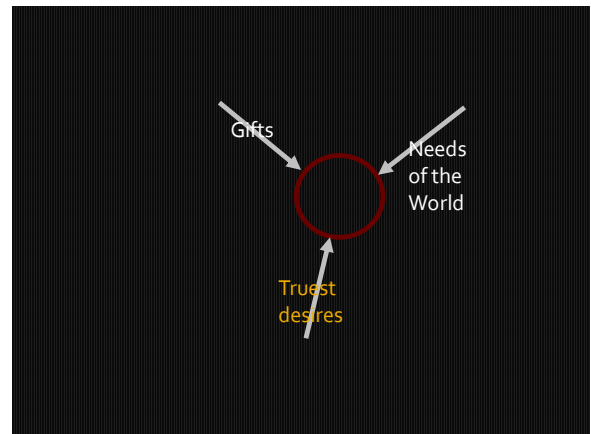 Gifts
Needs
of the
World
Truest
desires